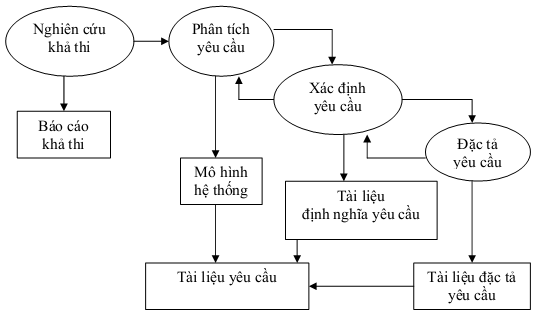 Nghiên cứu
khả thi
Phân tích
yêu cầu
Xác định
yêu cầu
Báo cáo
khả thi
Đặc tả
yêu cầu
Mô hình
hệ thống
Tài liệu
định nghĩa yêu cầu
Tài liệu yêu cầu
Tài liệu đặc tả
yêu cầu